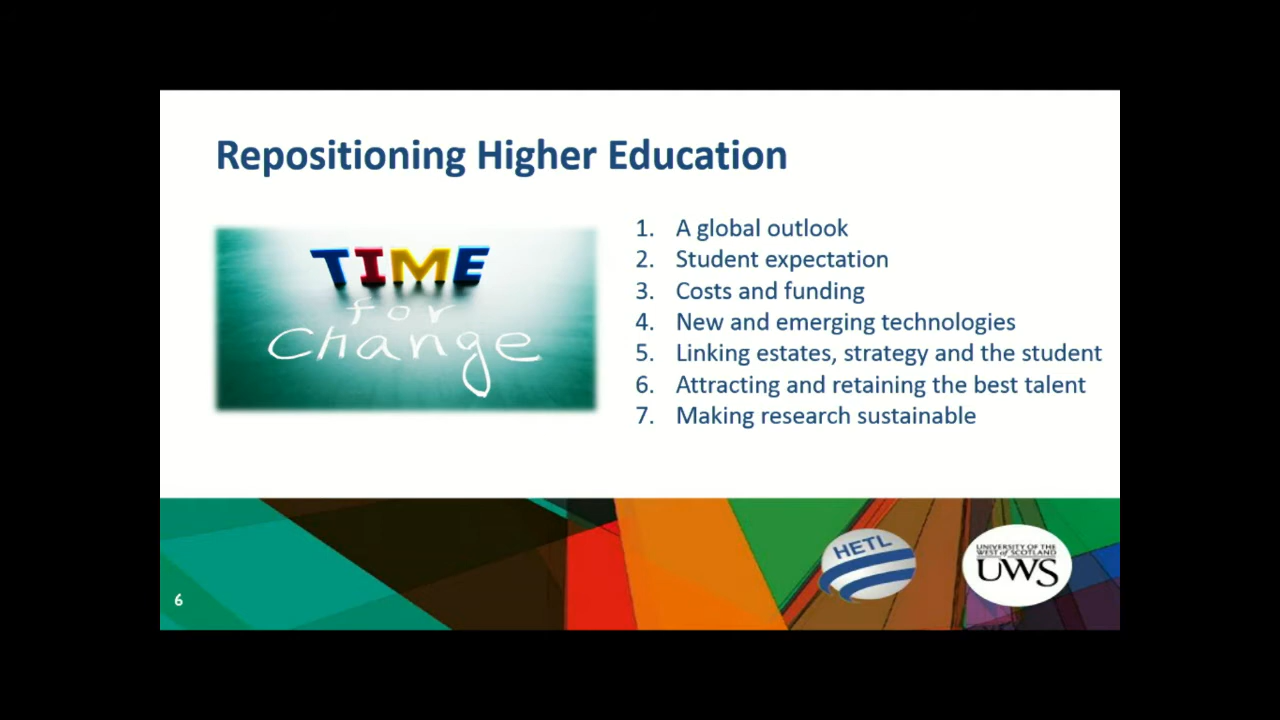 Repositioning Higher Education
TIME
for
Change
1. A global outlook
2. Student expectation
3. Costs and funding
4. New and emerging technologies
5. Linking estates, strategy and the student
6. Attracting and retaining the best talent
7. Making research sustainable
HETL
UNIVERSITY OF THE
WEST of SCOTLAND
UWS
6